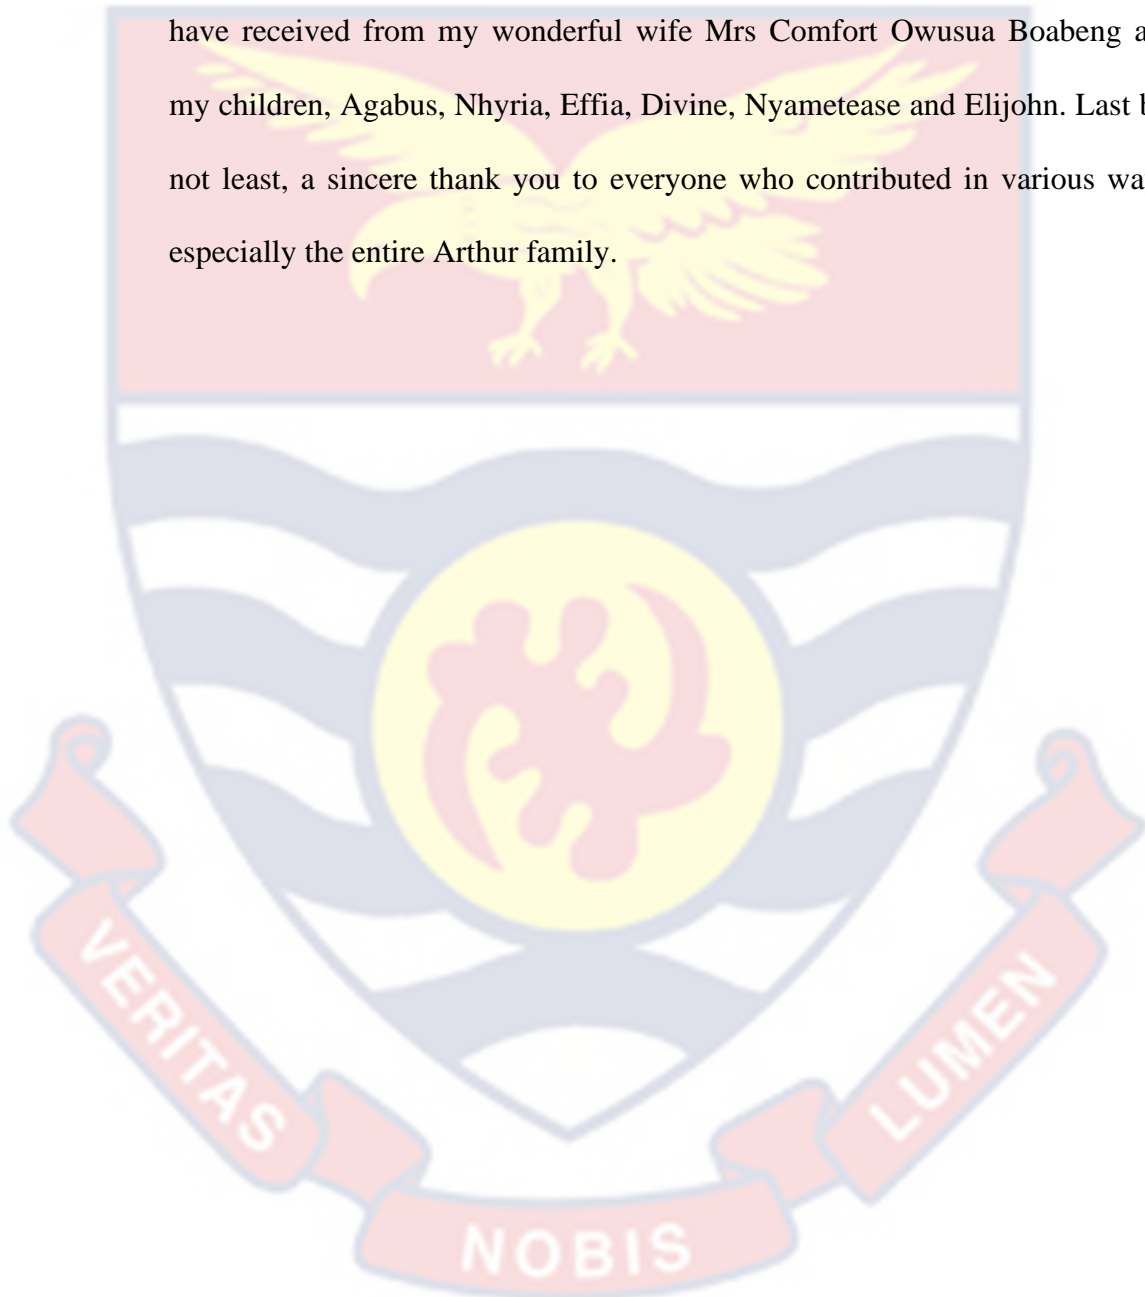 have received from my wonderful wife Mrs Comfort Owusua Boabeng a
my children, Agabus, Nhyria, Effia, Divine, Nyametease and Elijohn. Last b
not least, a sincere thank you to everyone who contributed in various wa
especially the entire Arthur family.
VERITAS
NOBIS
LUMEN